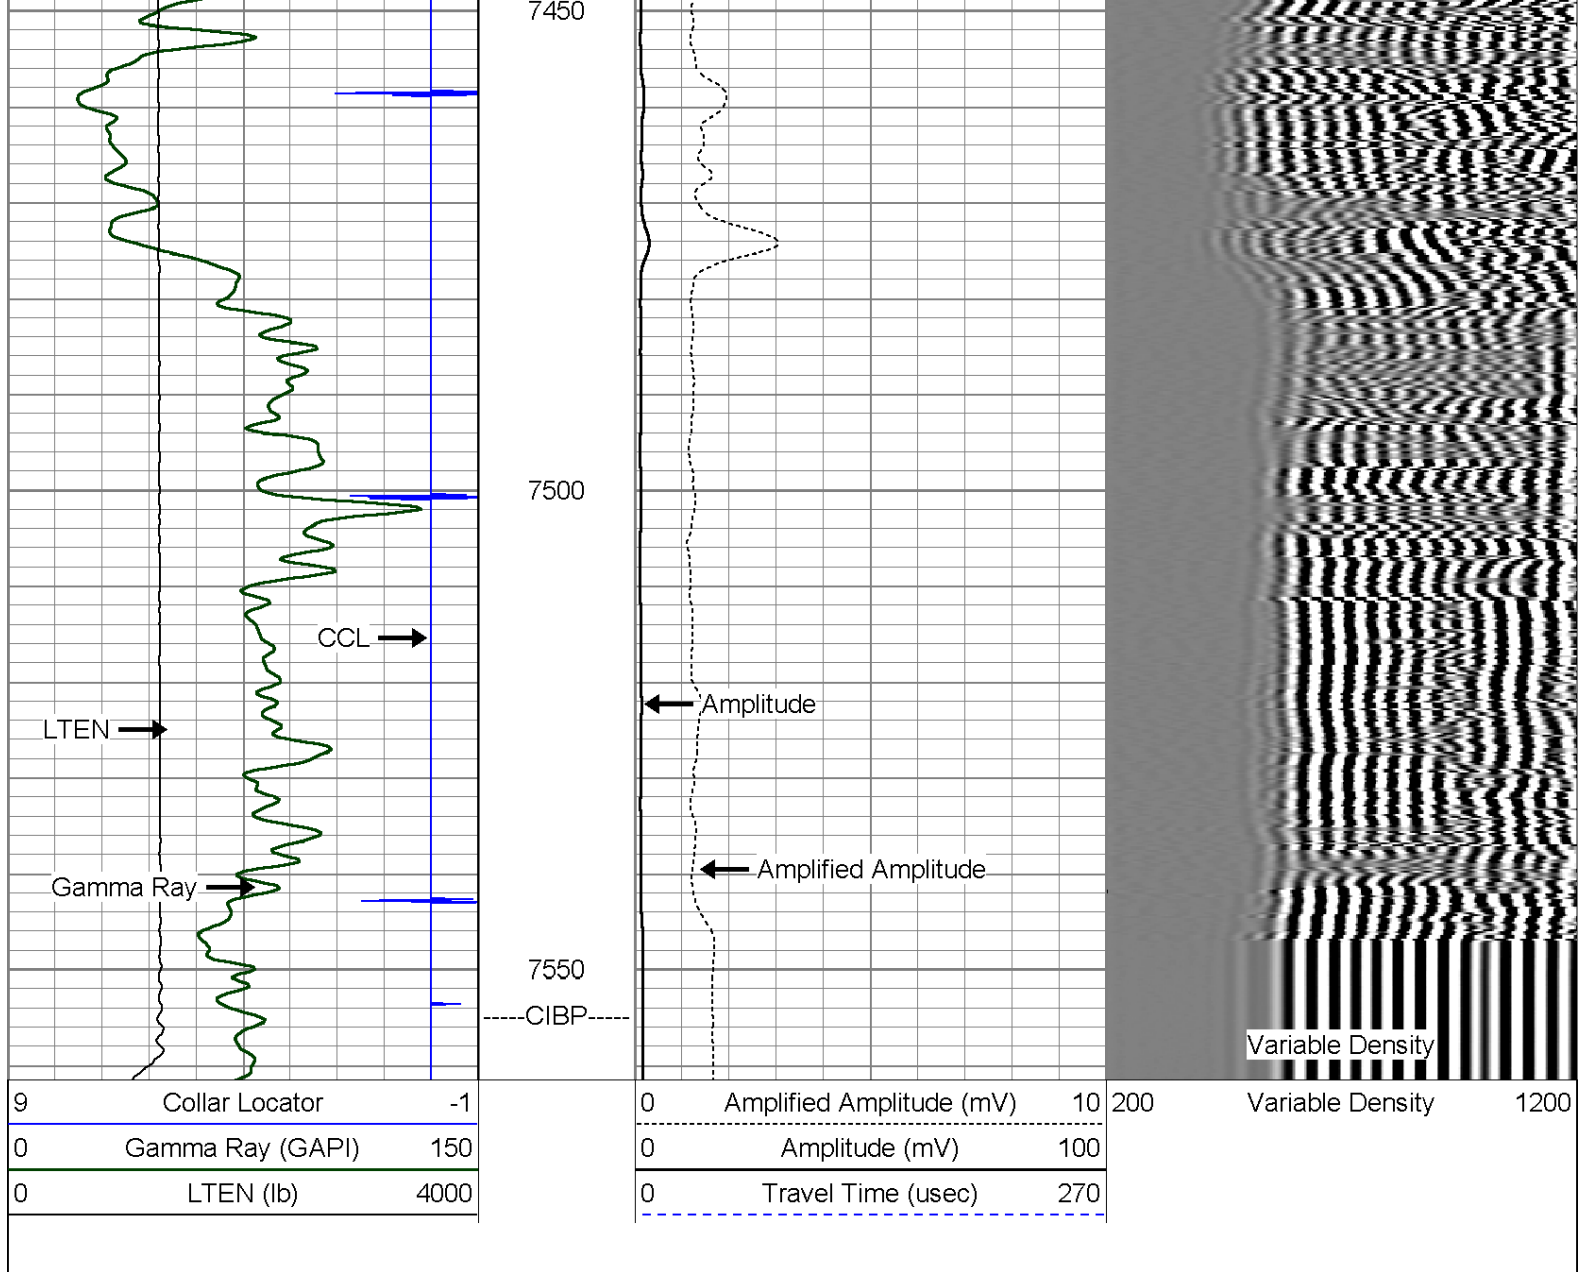 7450
7500
CCL
Amplitude
LTEN
Amplified Amplitude
Gamma Ray
7550
-----CIBP-----
Variable Density
9 Collar Locator -1
0 Amplified Amplitude (mV) 10
200 Variable Density 1200
0 Gamma Ray (GAPI) 150
0 Amplitude (mV) 100
0 LTEN (lb) 4000
0 Travel Time (usec) 270